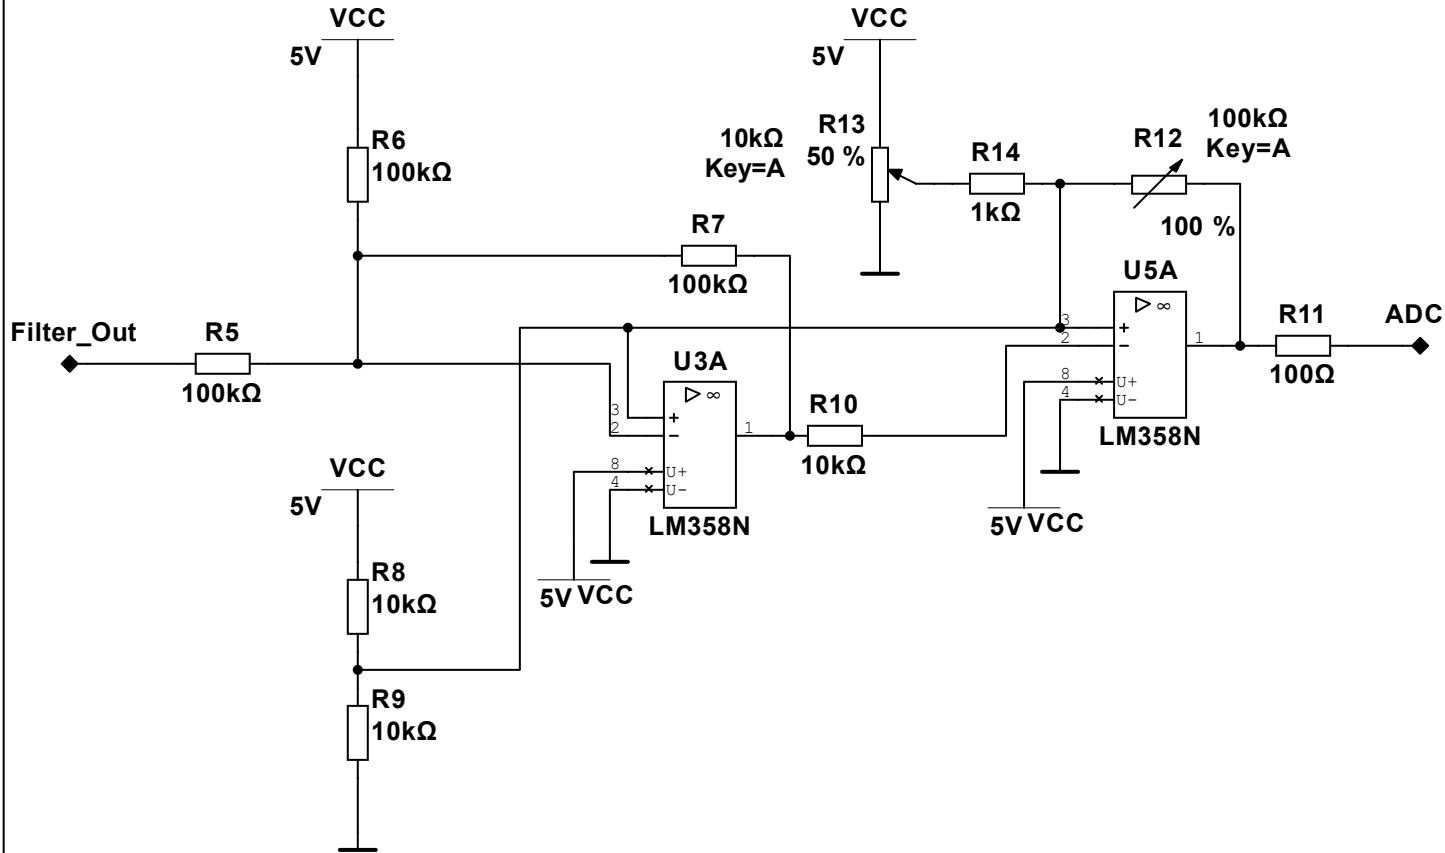 VCC
5V
VCC
5V
R6
100kΩ
10kΩ
Key=A
R13
50 %
R14
1kΩ
R12
100kΩ
Key=A
100 %
R7
100kΩ
U5A
3
2
+
−
▷ ∞
1
8
4
U+
U−
LM358N
R11
100Ω
ADC
Filter_Out
R5
100kΩ
U3A
▷ ∞
3
2
+
−
1
8
4
U+
U−
LM358N
R10
10kΩ
5V VCC
5V VCC
VCC
5V
R8
10kΩ
R9
10kΩ